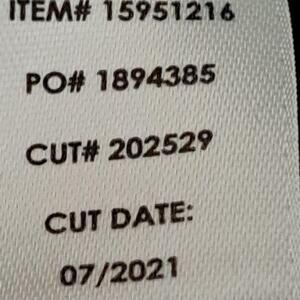 ITEM# 15951216
PO# 1894385
CUT# 202529
CUT DATE:
07/2021